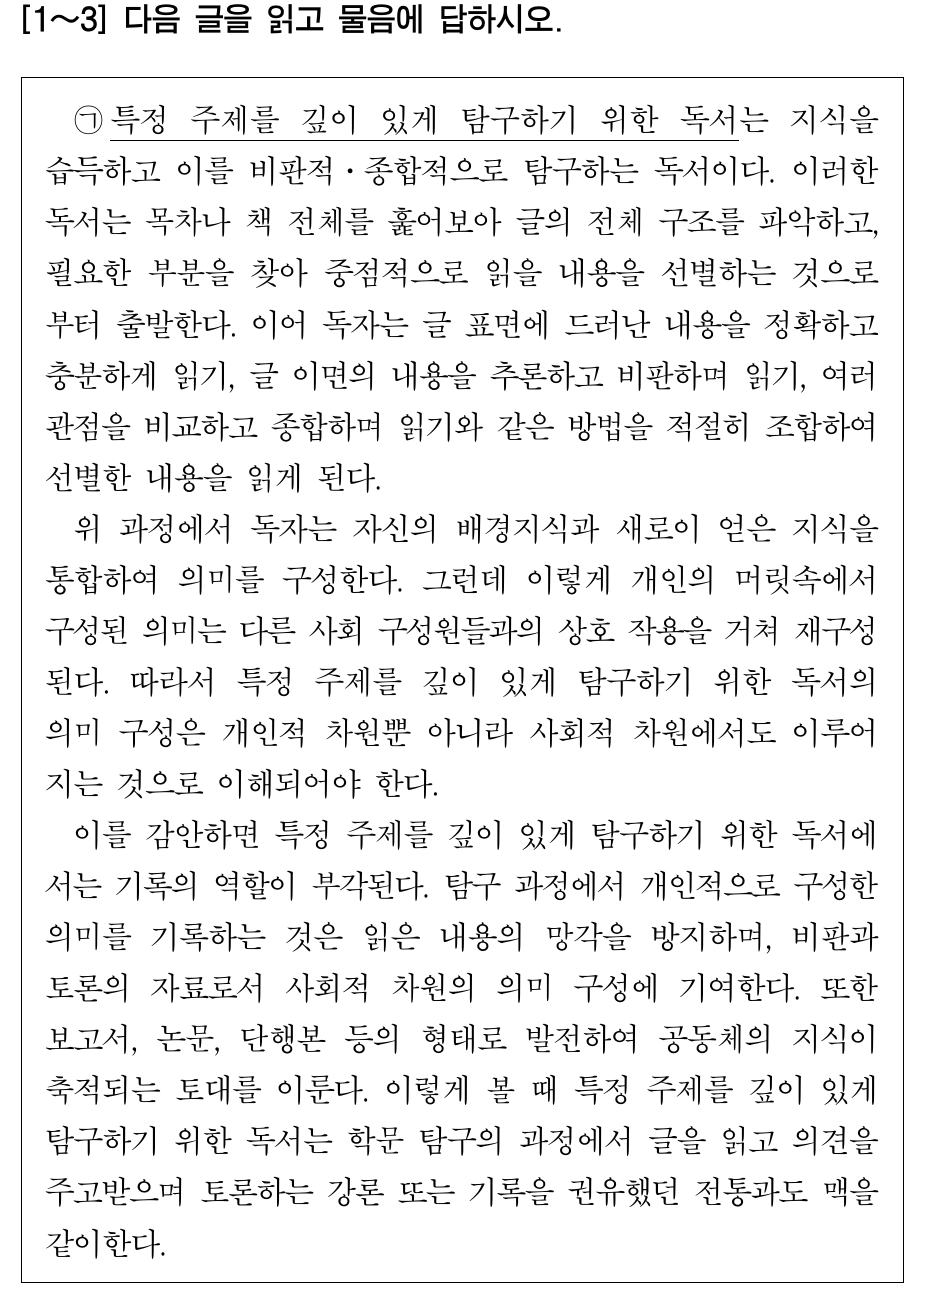 [1～3] 다음 글을 읽고 물음에 답하시오.
㉠ 특정 주제를 깊이 있게 탐구하기 위한 독서는 지식을
습득하고 이를 비판적·종합적으로 탐구하는 독서이다. 이러한
독서는 목차나 책 전체를 훑어보아 글의 전체 구조를 파악하고,
필요한 부분을 찾아 중점적으로 읽을 내용을 선별하는 것으로
부터 출발한다. 이어 독자는 글 표면에 드러난 내용을 정확하고
충분하게 읽기, 글 이면의 내용을 추론하고 비판하며 읽기, 여러
관점을 비교하고 종합하며 읽기와 같은 방법을 적절히 조합하여
선별한 내용을 읽게 된다.
위 과정에서 독자는 자신의 배경지식과 새로이 얻은 지식을
통합하여 의미를 구성한다. 그런데 이렇게 개인의 머릿속에서
구성된 의미는 다른 사회 구성원들과의 상호 작용을 거쳐 재구성
된다. 따라서 특정 주제를 깊이 있게 탐구하기 위한 독서의
의미 구성은 개인적 차원뿐 아니라 사회적 차원에서도 이루어
지는 것으로 이해되어야 한다.
이를 감안하면 특정 주제를 깊이 있게 탐구하기 위한 독서에
서는 기록의 역할이 부각된다. 탐구 과정에서 개인적으로 구성한
의미를 기록하는 것은 읽은 내용의 망각을 방지하며, 비판과
토론의 자료로서 사회적 차원의 의미 구성에 기여한다. 또한
보고서, 논문, 단행본 등의 형태로 발전하여 공동체의 지식이
축적되는 토대를 이룬다. 이렇게 볼 때 특정 주제를 깊이 있게
탐구하기 위한 독서는 학문 탐구의 과정에서 글을 읽고 의견을
주고받으며 토론하는 강론 또는 기록을 권유했던 전통과도 맥을
같이한다.